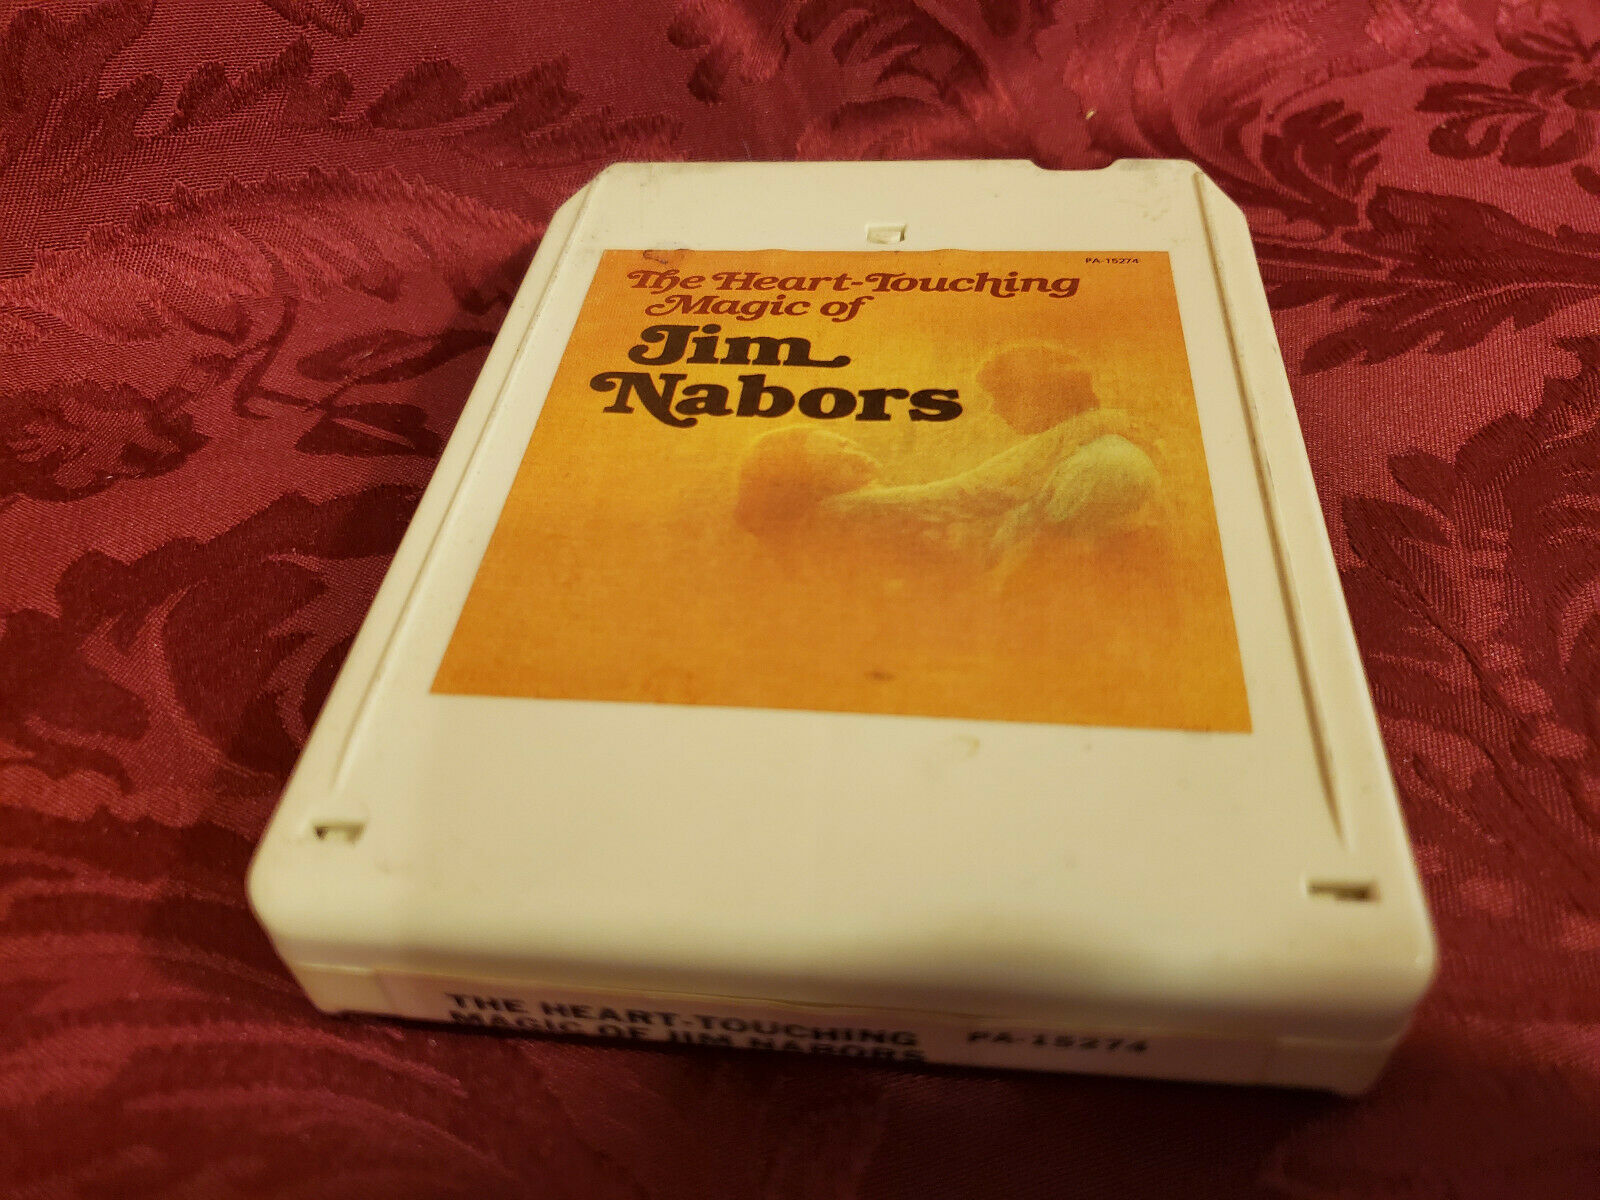 PA-15274
The Heart-Touching
Magic of
Jim
Nabors
THE HEART-TOUCHING
MAGIC OF JIM NABORS
PA-15274